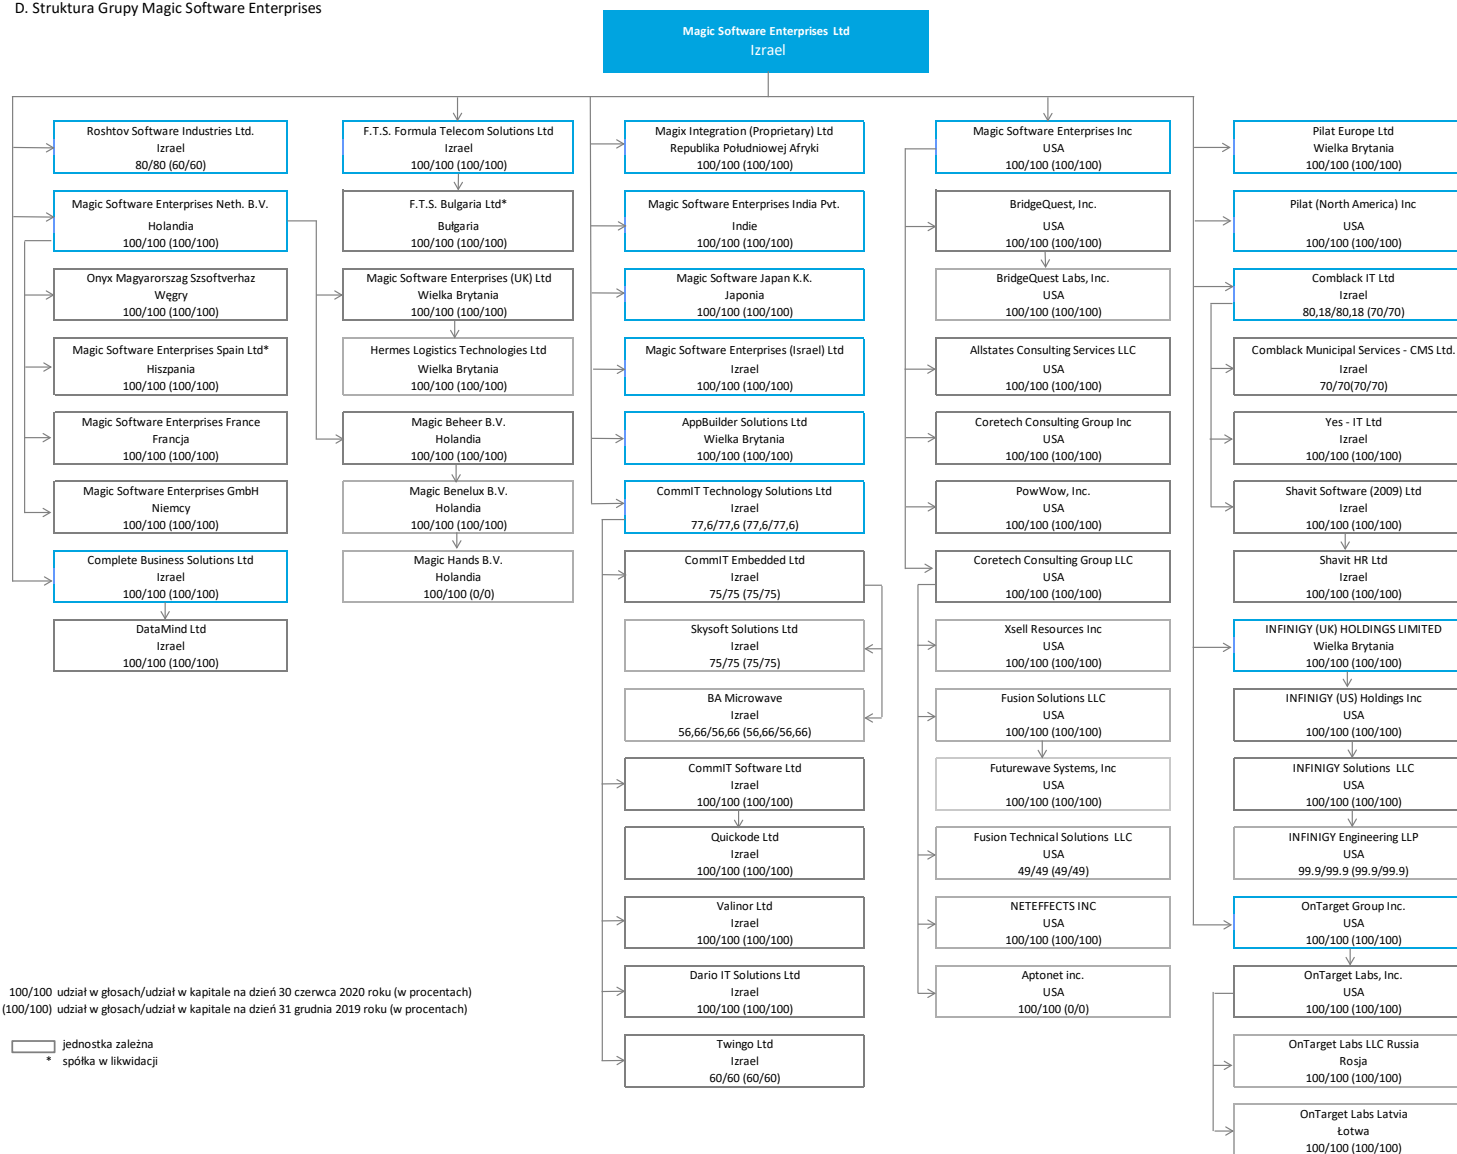 D. Struktura Grupy Magic Software Enterprises
Magic Software Enterprises Ltd
Izrael
Roshtov Software Industries Ltd.
Izrael
80/80 (60/60)
Magic Software Enterprises Neth. B.V.
Holandia
100/100 (100/100)
Onyx Magyarorszag Szsoftverhaz
Węgry
100/100 (100/100)
Magic Software Enterprises Spain Ltd*
Hiszpania
100/100 (100/100)
Magic Software Enterprises France
Francja
100/100 (100/100)
Magic Software Enterprises GmbH
Niemcy
100/100 (100/100)
Complete Business Solutions Ltd
Izrael
100/100 (100/100)
DataMind Ltd
Izrael
100/100 (100/100)
F.T.S. Formula Telecom Solutions Ltd
Izrael
100/100 (100/100)
F.T.S. Bulgaria Ltd*
Bułgaria
100/100 (100/100)
Magic Software Enterprises (UK) Ltd
Wielka Brytania
100/100 (100/100)
Hermes Logistics Technologies Ltd
Wielka Brytania
100/100 (100/100)
Magic Beheer B.V.
Holandia
100/100 (100/100)
Magic Benelux B.V.
Holandia
100/100 (100/100)
Magic Hands B.V.
Holandia
100/100 (0/0)
Magix Integration (Proprietary) Ltd
Republika Południowej Afryki
100/100 (100/100)
Magic Software Enterprises India Pvt.
Indie
100/100 (100/100)
Magic Software Japan K.K.
Japonia
100/100 (100/100)
Magic Software Enterprises (Israel) Ltd
Izrael
100/100 (100/100)
AppBuilder Solutions Ltd
Wielka Brytania
100/100 (100/100)
CommIT Technology Solutions Ltd
Izrael
77,6/77,6 (77,6/77,6)
CommIT Embedded Ltd
Izrael
75/75 (75/75)
Skysoft Solutions Ltd
Izrael
75/75 (75/75)
BA Microwave
Izrael
56,66/56,66 (56,66/56,66)
CommIT Software Ltd
Izrael
100/100 (100/100)
Quickode Ltd
Izrael
100/100 (100/100)
Valinor Ltd
Izrael
100/100 (100/100)
Dario IT Solutions Ltd
Izrael
100/100 (100/100)
Twingo Ltd
Izrael
60/60 (60/60)
Magic Software Enterprises Inc
USA
100/100 (100/100)
BridgeQuest, Inc.
USA
100/100 (100/100)
BridgeQuest Labs, Inc.
USA
100/100 (100/100)
Allstates Consulting Services LLC
USA
100/100 (100/100)
Coretech Consulting Group Inc
USA
100/100 (100/100)
PowWow, Inc.
USA
100/100 (100/100)
Coretech Consulting Group LLC
USA
100/100 (100/100)
Xsell Resources Inc
USA
100/100 (100/100)
Fusion Solutions LLC
USA
100/100 (100/100)
Futurewave Systems, Inc
USA
100/100 (100/100)
Fusion Technical Solutions LLC
USA
49/49 (49/49)
NETEFFECTS INC
USA
100/100 (100/100)
Aptonet inc.
USA
100/100 (0/0)
Pilat Europe Ltd
Wielka Brytania
100/100 (100/100)
Pilat (North America) Inc
USA
100/100 (100/100)
Comblack IT Ltd
Izrael
80,18/80,18 (70/70)
Comblack Municipal Services - CMS Ltd.
Izrael
70/70(70/70)
Yes - IT Ltd
Izrael
100/100 (100/100)
Shavit Software (2009) Ltd
Izrael
100/100 (100/100)
Shavit HR Ltd
Izrael
100/100 (100/100)
INFINIGY (UK) HOLDINGS LIMITED
Wielka Brytania
100/100 (100/100)
INFINIGY (US) Holdings Inc
USA
100/100 (100/100)
INFINIGY Solutions LLC
USA
100/100 (100/100)
INFINIGY Engineering LLP
USA
99.9/99.9 (99.9/99.9)
OnTarget Group Inc.
USA
100/100 (100/100)
OnTarget Labs, Inc.
USA
100/100 (100/100)
OnTarget Labs LLC Russia
Rosja
100/100 (100/100)
OnTarget Labs Latvia
Łotwa
100/100 (100/100)
100/100 udział w głosach/udział w kapitale na dzień 30 czerwca 2020 roku (w procentach)
(100/100) udział w głosach/udział w kapitale na dzień 31 grudnia 2019 roku (w procentach)
jednostka zależna
* spółka w likwidacji